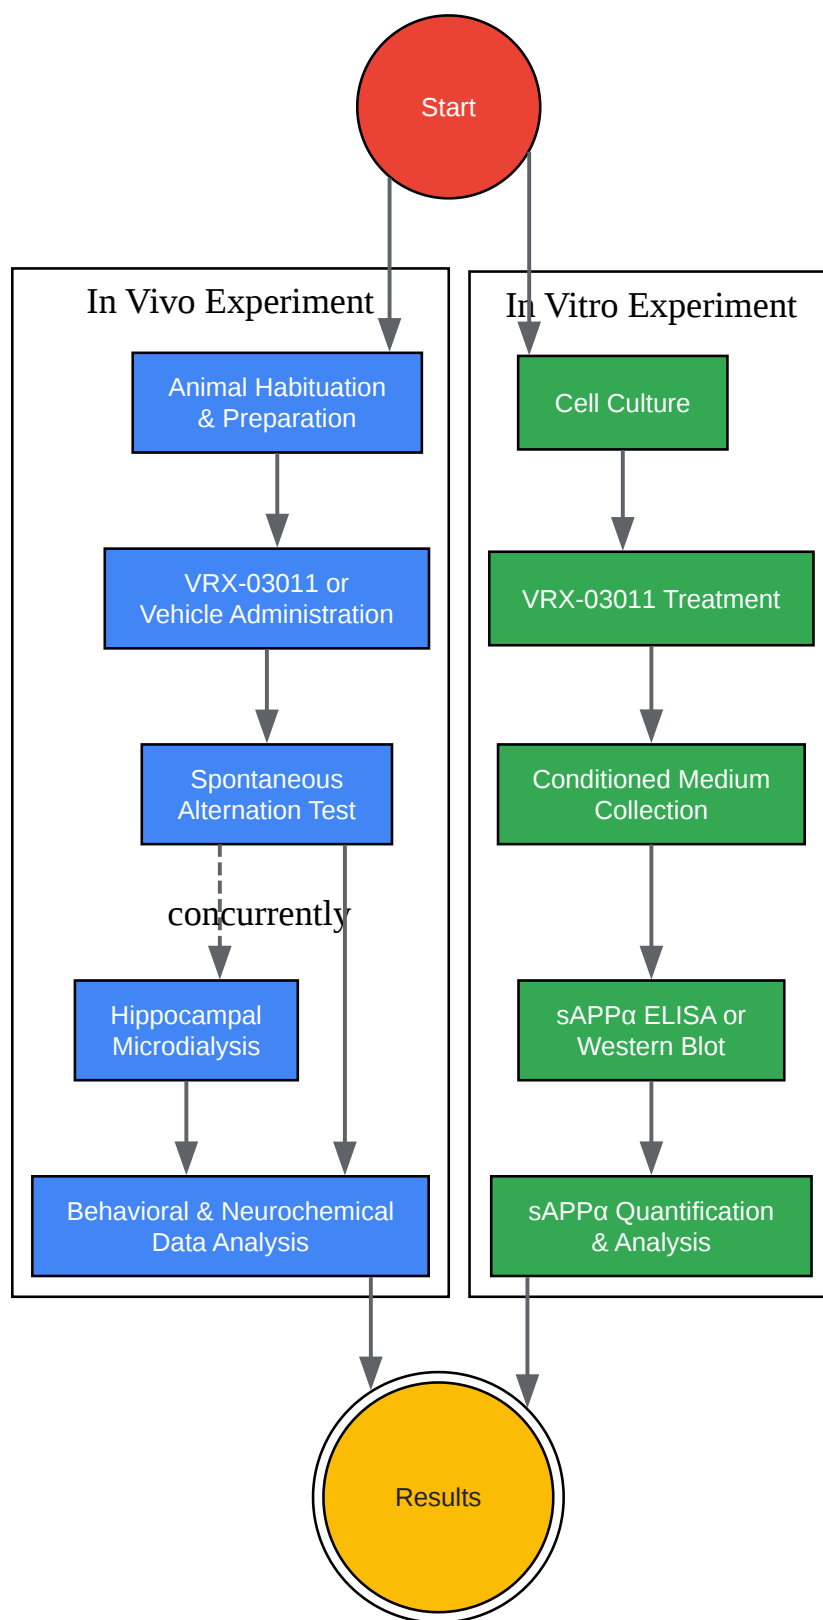 Start
In Vivo Experiment
Animal Habituation
& Preparation
VRX-03011 or
Vehicle Administration
Spontaneous
Alternation Test
concurrently
Hippocampal
Microdialysis
Behavioral & Neurochemical
Data Analysis
In Vitro Experiment
Cell Culture
VRX-03011 Treatment
Conditioned Medium
Collection
sAPPα ELISA or
Western Blot
sAPPα Quantification
& Analysis
Results